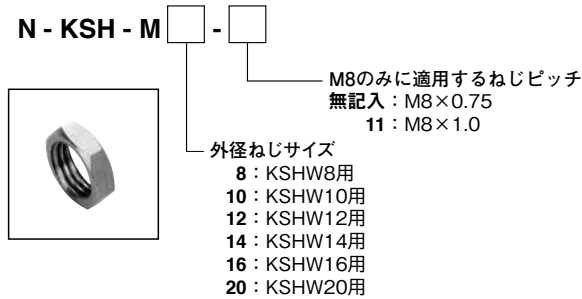 N - KSH - M -
M8のみに適用するねじピッチ
無記入：M8×0.75
11：M8×1.0
外径ねじサイズ
8：KSHW8用
10：KSHW10用
12：KSHW12用
14：KSHW14用
16：KSHW16用
20：KSHW20用